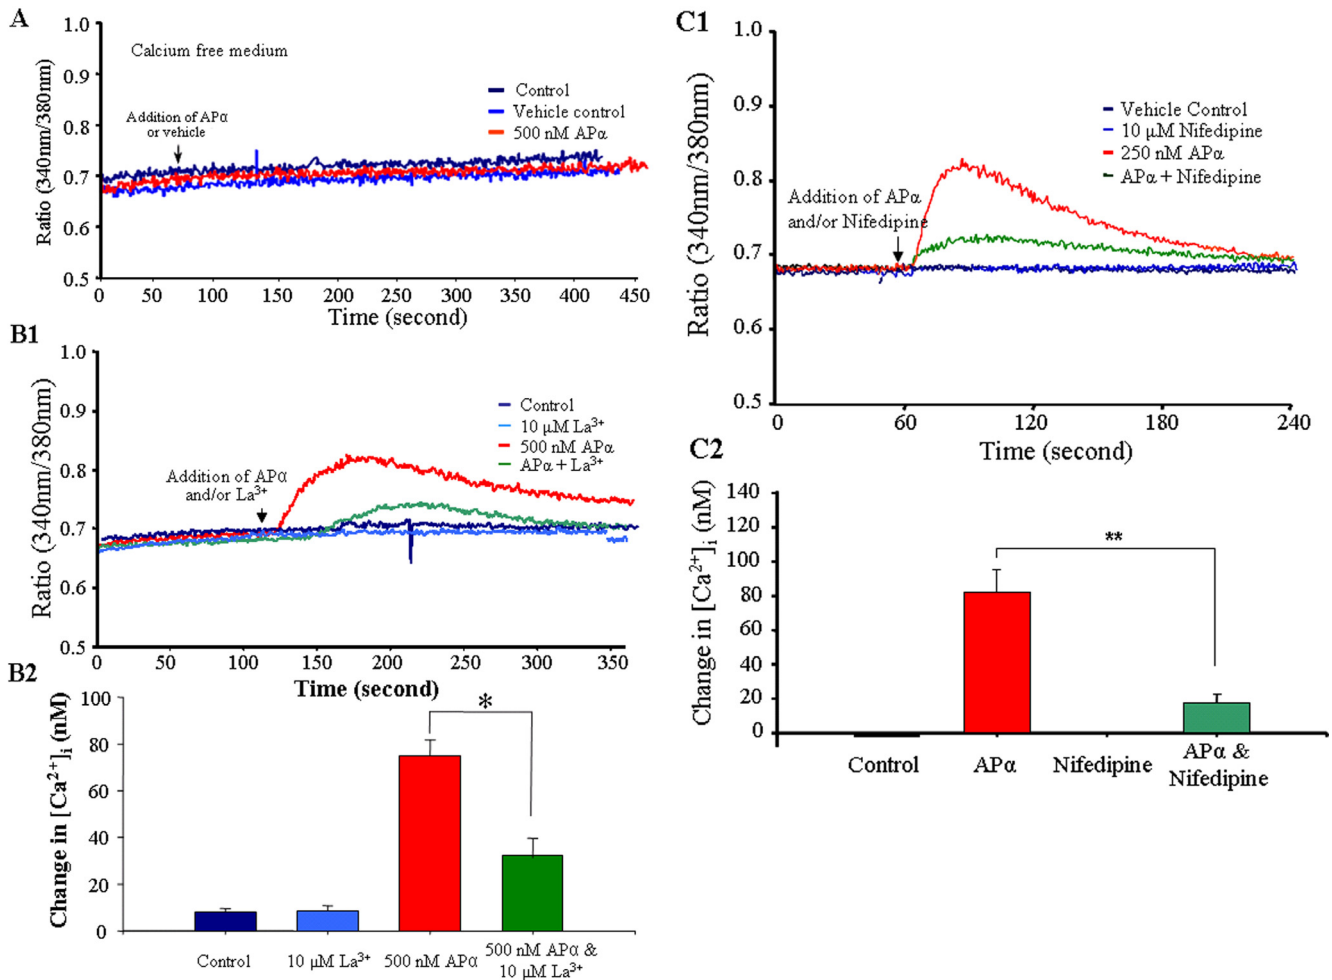 A
1.0
0.9
0.8
0.7
0.6
0.5
Ratio (340nm/380nm)
Calcium free medium
Addition of APα
or vehicle
Control
Vehicle control
500 nM APα
0 50 100 150 200 250 300 350 400 450
Time (second)
B1
1.0
0.9
0.8
0.7
0.6
0.5
Ratio (340nm/380nm)
Addition of APα
and/or La³⁺
Control
10 µM La³⁺
500 nM APα
APα + La³⁺
0 50 100 150 200 250 300 350
Time (second)
B2
100
80
60
40
20
0
Change in [Ca²⁺]ᵢ (nM)
*
Control
10 µM La³⁺
500 nM APα
500 nM APα &
10 µM La³⁺
C1
1.0
0.9
0.8
0.7
0.6
0.5
Ratio (340nm/380nm)
Addition of APα
and/or Nifedipine
Vehicle Control
10 µM Nifedipine
250 nM APα
APα + Nifedipine
0 60 120 180 240
Time (second)
C2
140
120
100
80
60
40
20
0
Change in [Ca²⁺]ᵢ (nM)
**
Control
APα
Nifedipine
APα &
Nifedipine